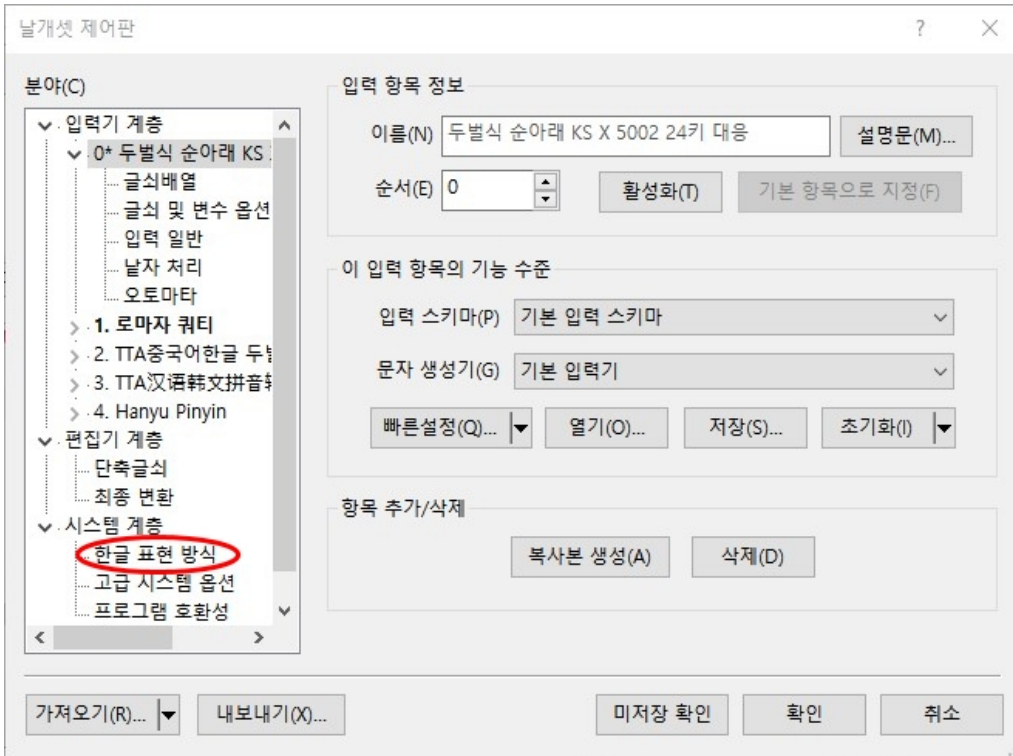 날개셋 제어판
분야(C)
입력기 계층
0* 두벌식 순아래 KS
글쇠배열
글쇠 및 변수 옵션
입력 일반
낱자 처리
오토마타
1. 로마자 쿼티
2. TTA중국어한글 두벌
3. TTA汉语韩文拼音转
4. Hanyu Pinyin
편집기 계층
단축글쇠
최종 변환
시스템 계층
한글 표현 방식
고급 시스템 옵션
프로그램 호환성
입력 항목 정보
이름(N) 두벌식 순아래 KS X 5002 24키 대응 설명문(M)...
순서(E) 0 활성화(T) 기본 항목으로 지정(F)
이 입력 항목의 기능 수준
입력 스키마(P) 기본 입력 스키마
문자 생성기(G) 기본 입력기
빠른설정(Q)... 열기(O)... 저장(S)... 초기화(I)
항목 추가/삭제
복사본 생성(A) 삭제(D)
가져오기(R)... 내보내기(X)... 미저장 확인 확인 취소